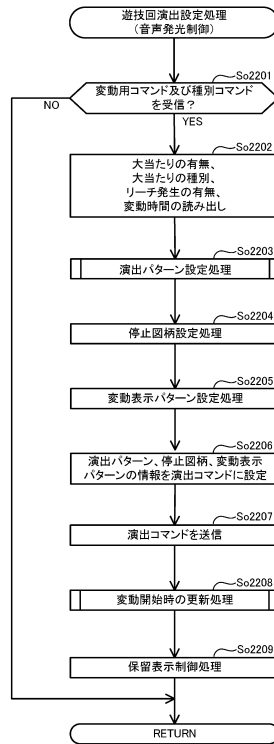 遊技回演出設定処理
(音声発光制御)
So2201
変動用コマンド及び種別コマンド
を受信？
NO
YES
So2202
大当たりの有無、
大当たりの種別、
リーチ発生の有無、
変動時間の読み出し
So2203
演出パターン設定処理
So2204
停止図柄設定処理
So2205
変動表示パターン設定処理
So2206
演出パターン、停止図柄、変動表示
パターンの情報を演出コマンドに設定
So2207
演出コマンドを送信
So2208
変動開始時の更新処理
So2209
保留表示制御処理
RETURN